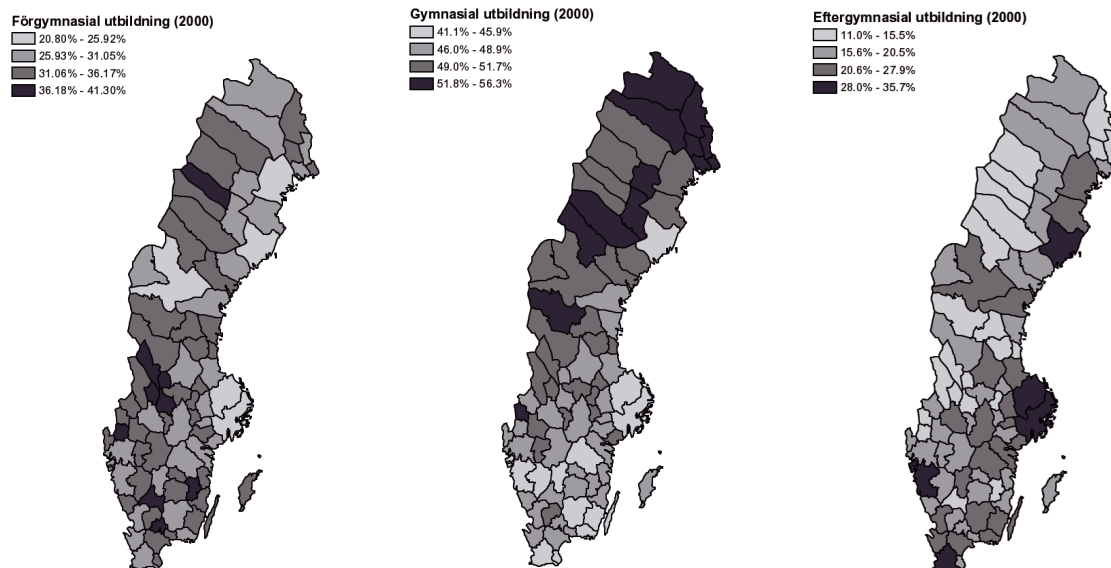 Förgymnasial utbildning (2000)
20.80% - 25.92%
25.93% - 31.05%
31.06% - 36.17%
36.18% - 41.30%
Gymnasial utbildning (2000)
41.1% - 45.9%
46.0% - 48.9%
49.0% - 51.7%
51.8% - 56.3%
Eftergymnasial utbildning (2000)
11.0% - 15.5%
15.6% - 20.5%
20.6% - 27.9%
28.0% - 35.7%